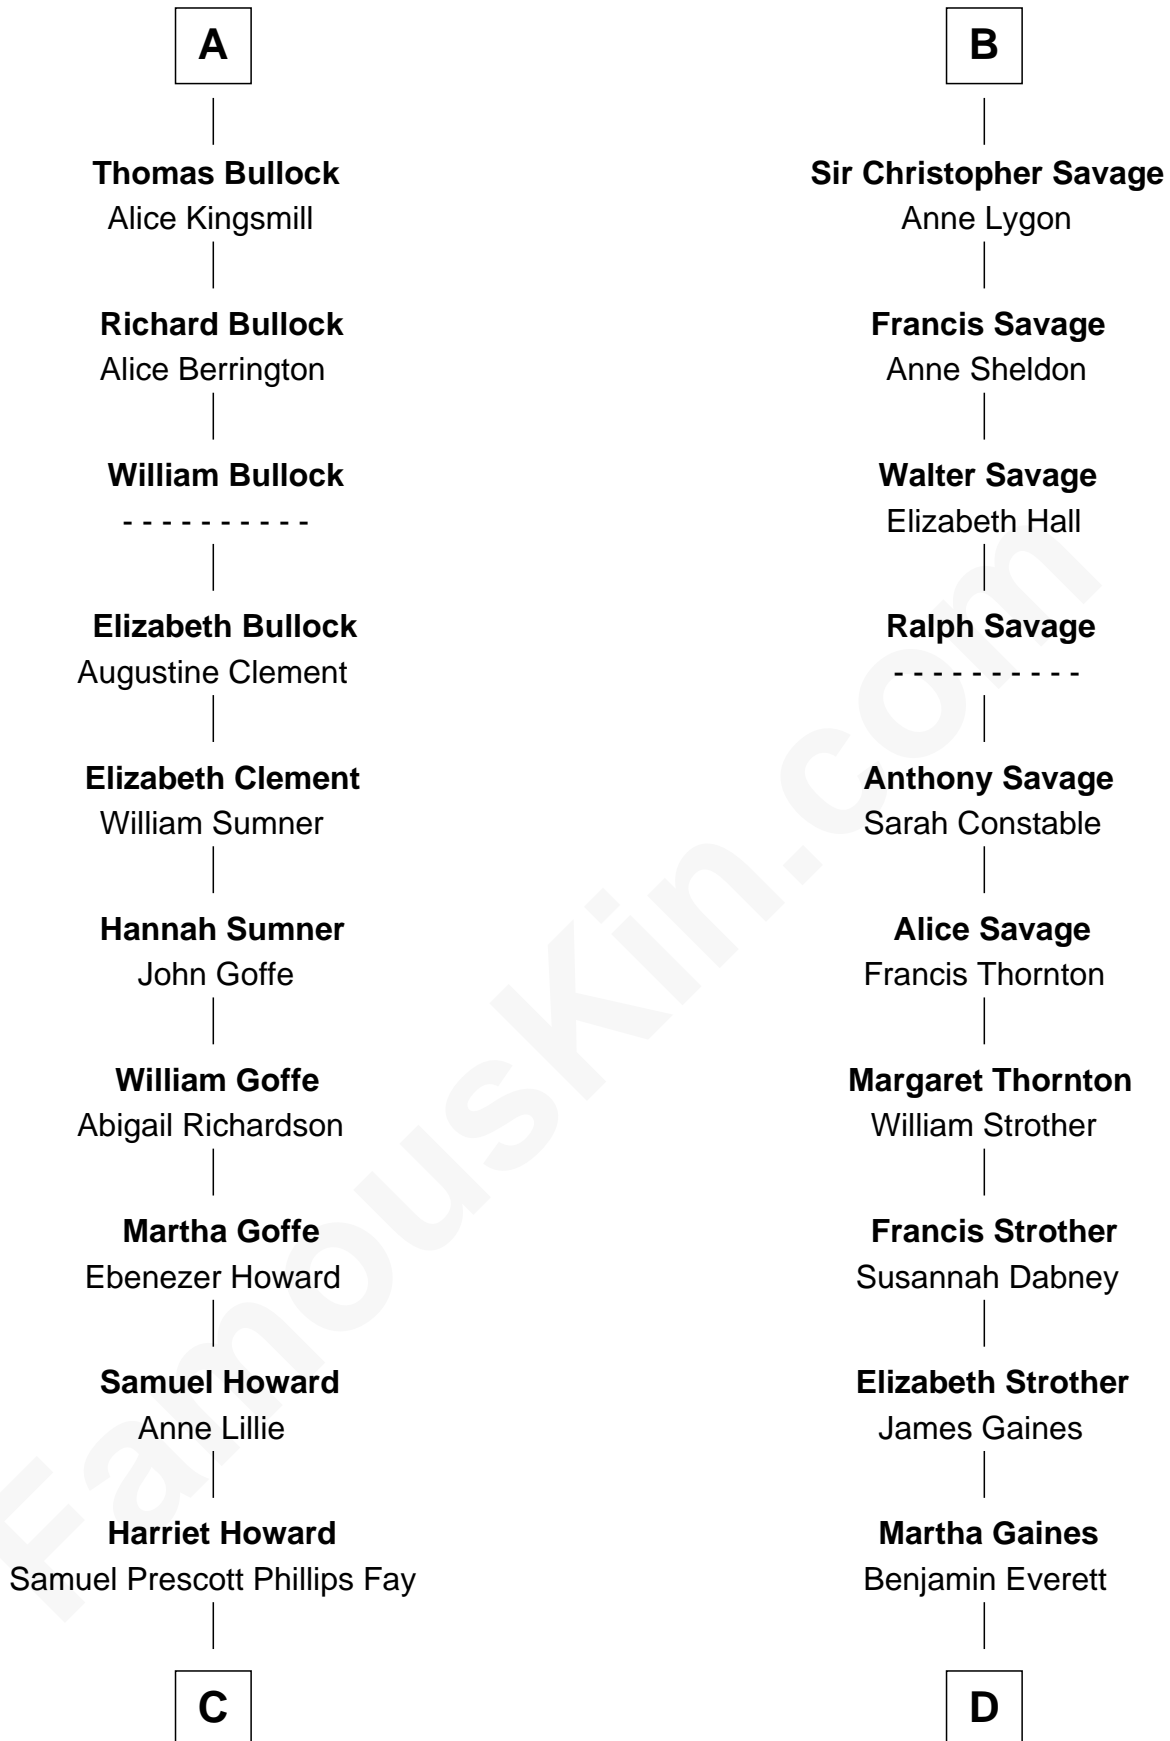 A
Thomas Bullock
Alice Kingsmill
Richard Bullock
Alice Berrington
William Bullock
- - - - - - - - - -
Elizabeth Bullock
Augustine Clement
Elizabeth Clement
William Sumner
Hannah Sumner
John Goffe
William Goffe
Abigail Richardson
Martha Goffe
Ebenezer Howard
Samuel Howard
Anne Lillie
Harriet Howard
Samuel Prescott Phillips Fay
C
B
Sir Christopher Savage
Anne Lygon
Francis Savage
Anne Sheldon
Walter Savage
Elizabeth Hall
Ralph Savage
- - - - - - - - - -
Anthony Savage
Sarah Constable
Alice Savage
Francis Thornton
Margaret Thornton
William Strother
Francis Strother
Susannah Dabney
Elizabeth Strother
James Gaines
Martha Gaines
Benjamin Everett
D
FamousKin.com